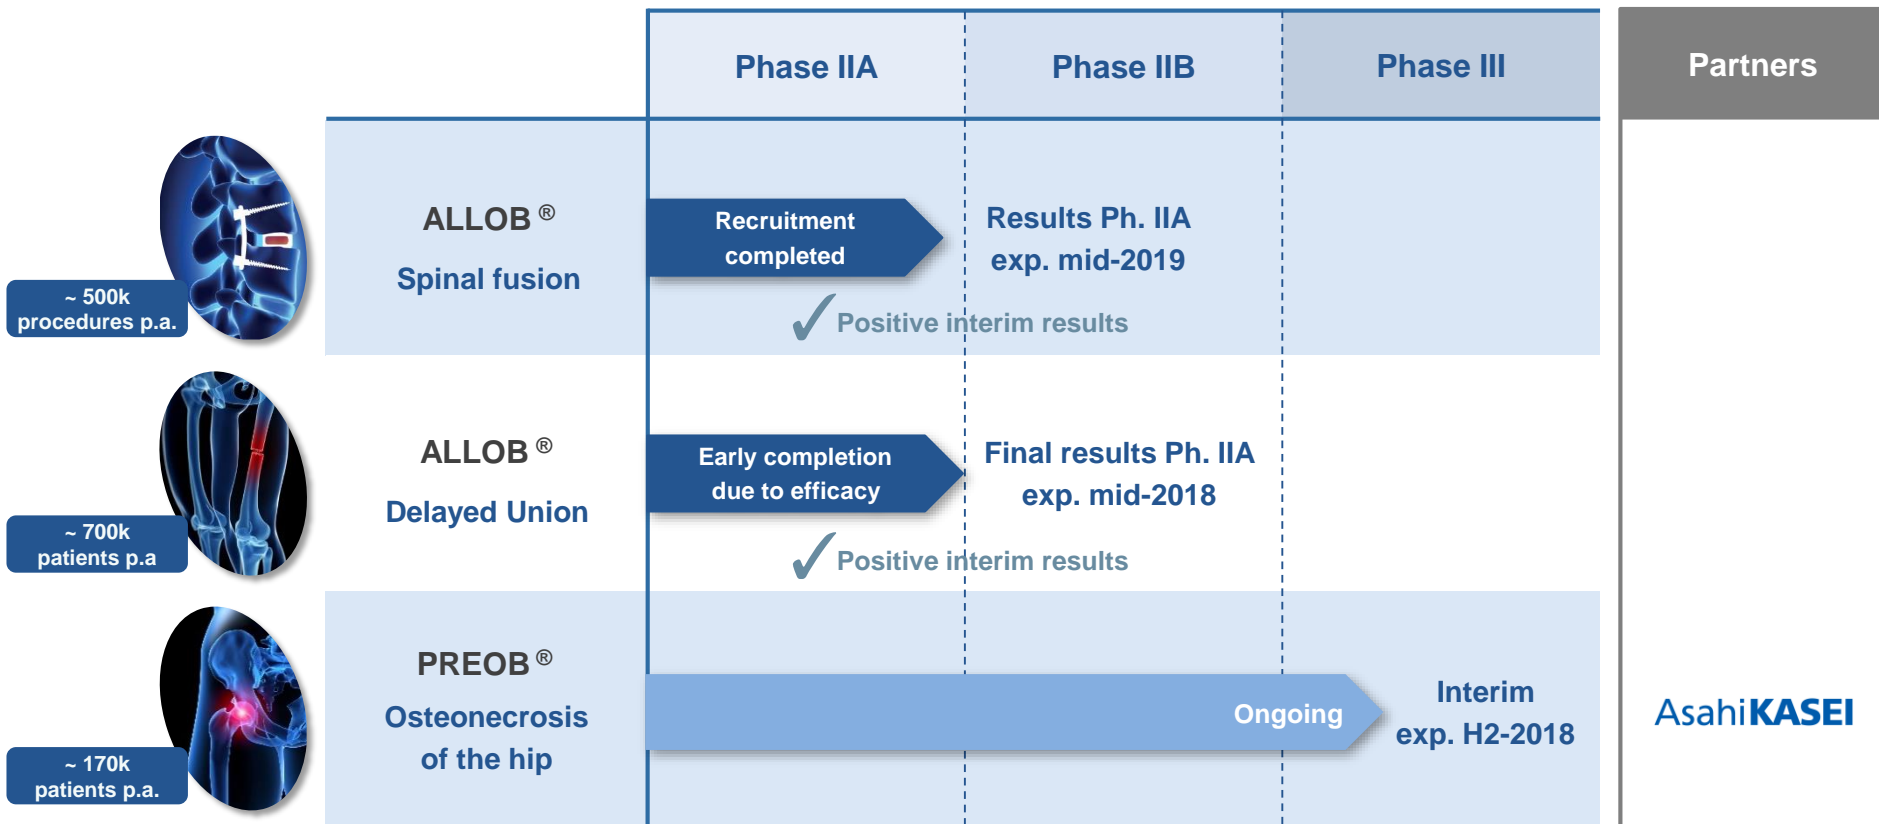 Phase IIA
Phase IIB
Phase III
Partners
~ 500k
procedures p.a.
ALLOB ®
Spinal fusion
Recruitment
completed
Results Ph. IIA
exp. mid-2019
✓ Positive interim results
~ 700k
patients p.a
ALLOB ®
Delayed Union
Early completion
due to efficacy
Final results Ph. IIA
exp. mid-2018
✓ Positive interim results
~ 170k
patients p.a.
PREOB ®
Osteonecrosis
of the hip
Ongoing
Interim
exp. H2-2018
AsahiKASEI